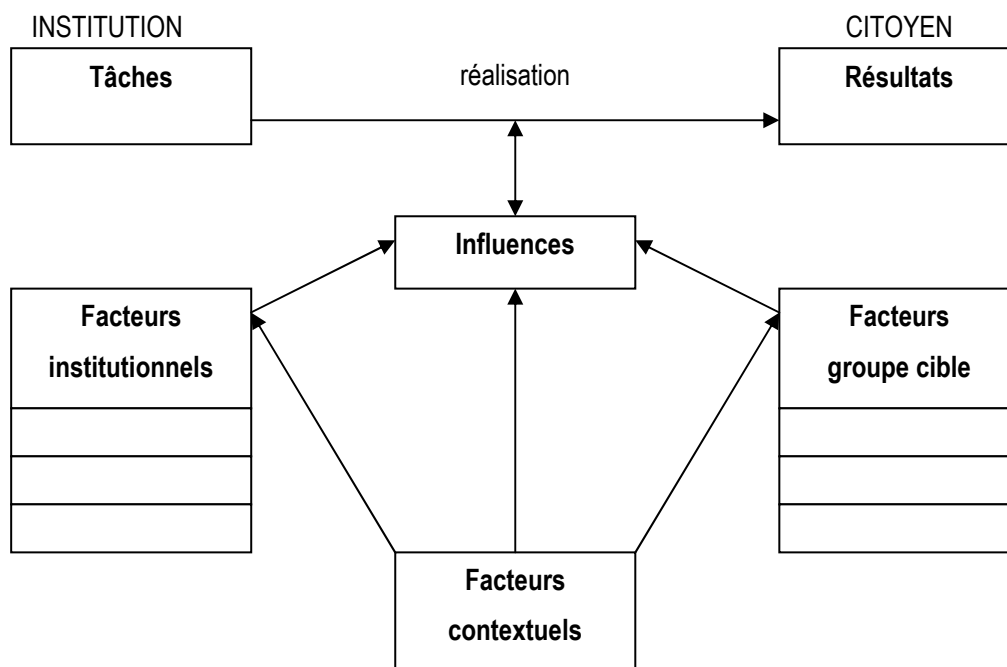 INSTITUTION
CITOYEN
Tâches
réalisation
Résultats
Influences
Facteurs
institutionnels
Facteurs
groupe cible
Facteurs
contextuels